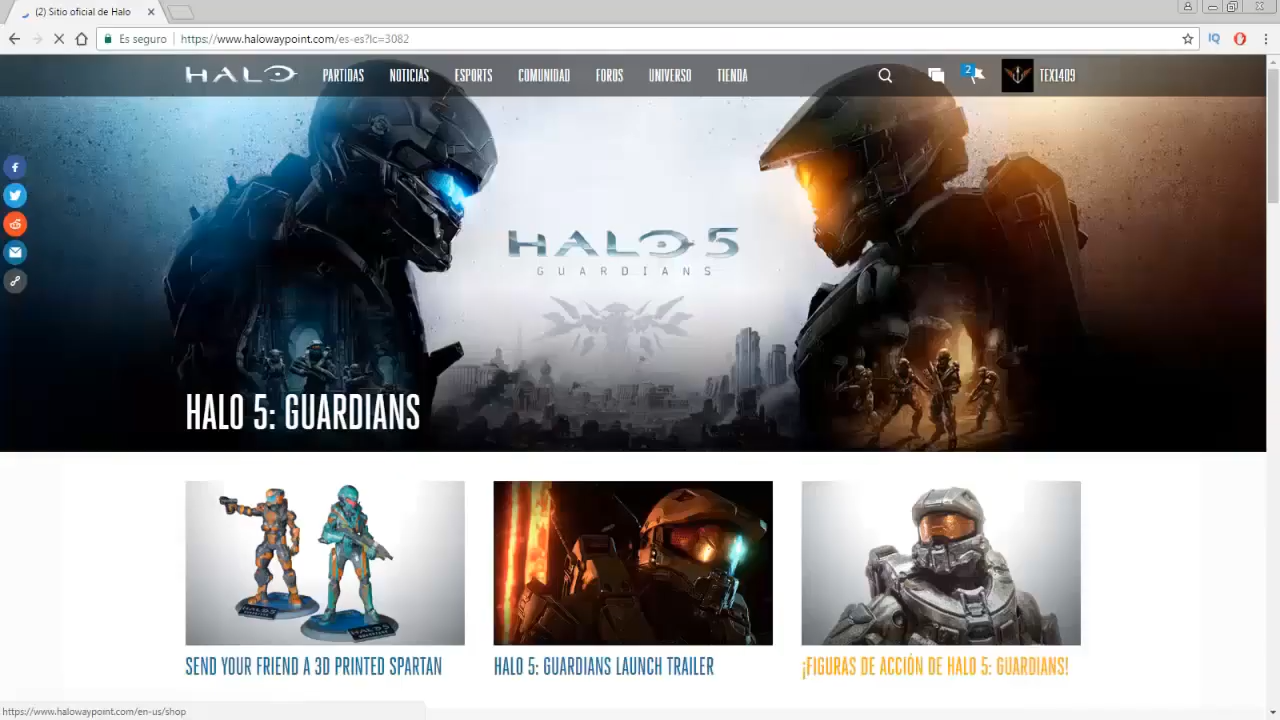 (2) Sitio oficial de Halo
Es seguro
https://www.halowaypoint.com/es-es?lc=3082
IQ
HALO
PARTIDAS
NOTICIAS
ESPORTS
COMUNIDAD
FOROS
UNIVERSO
TIENDA
2
TEX1409
HALO 5
GUARDIANS
HALO 5: GUARDIANS
SEND YOUR FRIEND A 3D PRINTED SPARTAN
HALO 5: GUARDIANS LAUNCH TRAILER
¡FIGURAS DE ACCIÓN DE HALO 5: GUARDIANS!
https://www.halowaypoint.com/en-us/shop